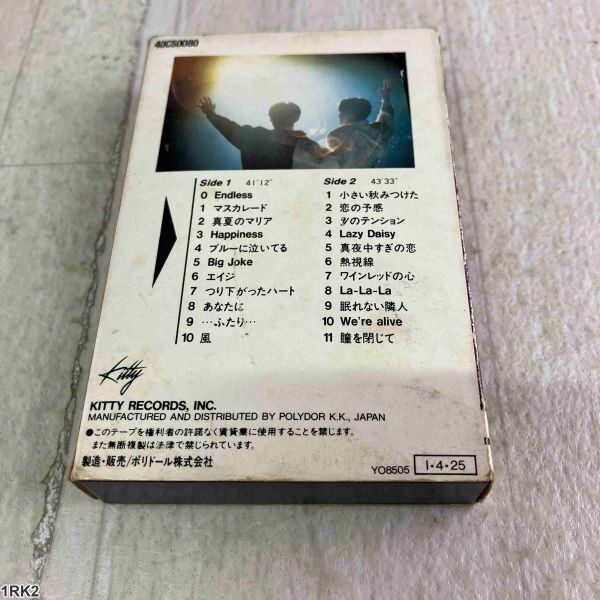 40CS0080
Side 1 41'12"
0 Endless
1 マスカレード
2 真夏のマリア
3 Happiness
4 ブルーに泣いてる
5 Big Joke
6 エイジ
7 つり下がったハート
8 あなたに
9 …ふたり…
10 風
Side 2 43'33"
1 小さい秋みつけた
2 恋の予感
3 yのテンション
4 Lazy Daisy
5 真夜中すぎの恋
6 熱視線
7 ワインレッドの心
8 La-La-La
9 眠れない隣人
10 We're alive
11 瞳を閉じて
Kitty
KITTY RECORDS, INC.
MANUFACTURED AND DISTRIBUTED BY POLYDOR K.K., JAPAN
●このテープを権利者の許諾なく賃貸業に使用することを禁じます。
また無断複製は法律で禁じられています。
製造・販売/ポリドール株式会社
YO8505 1・4・25
1RK2